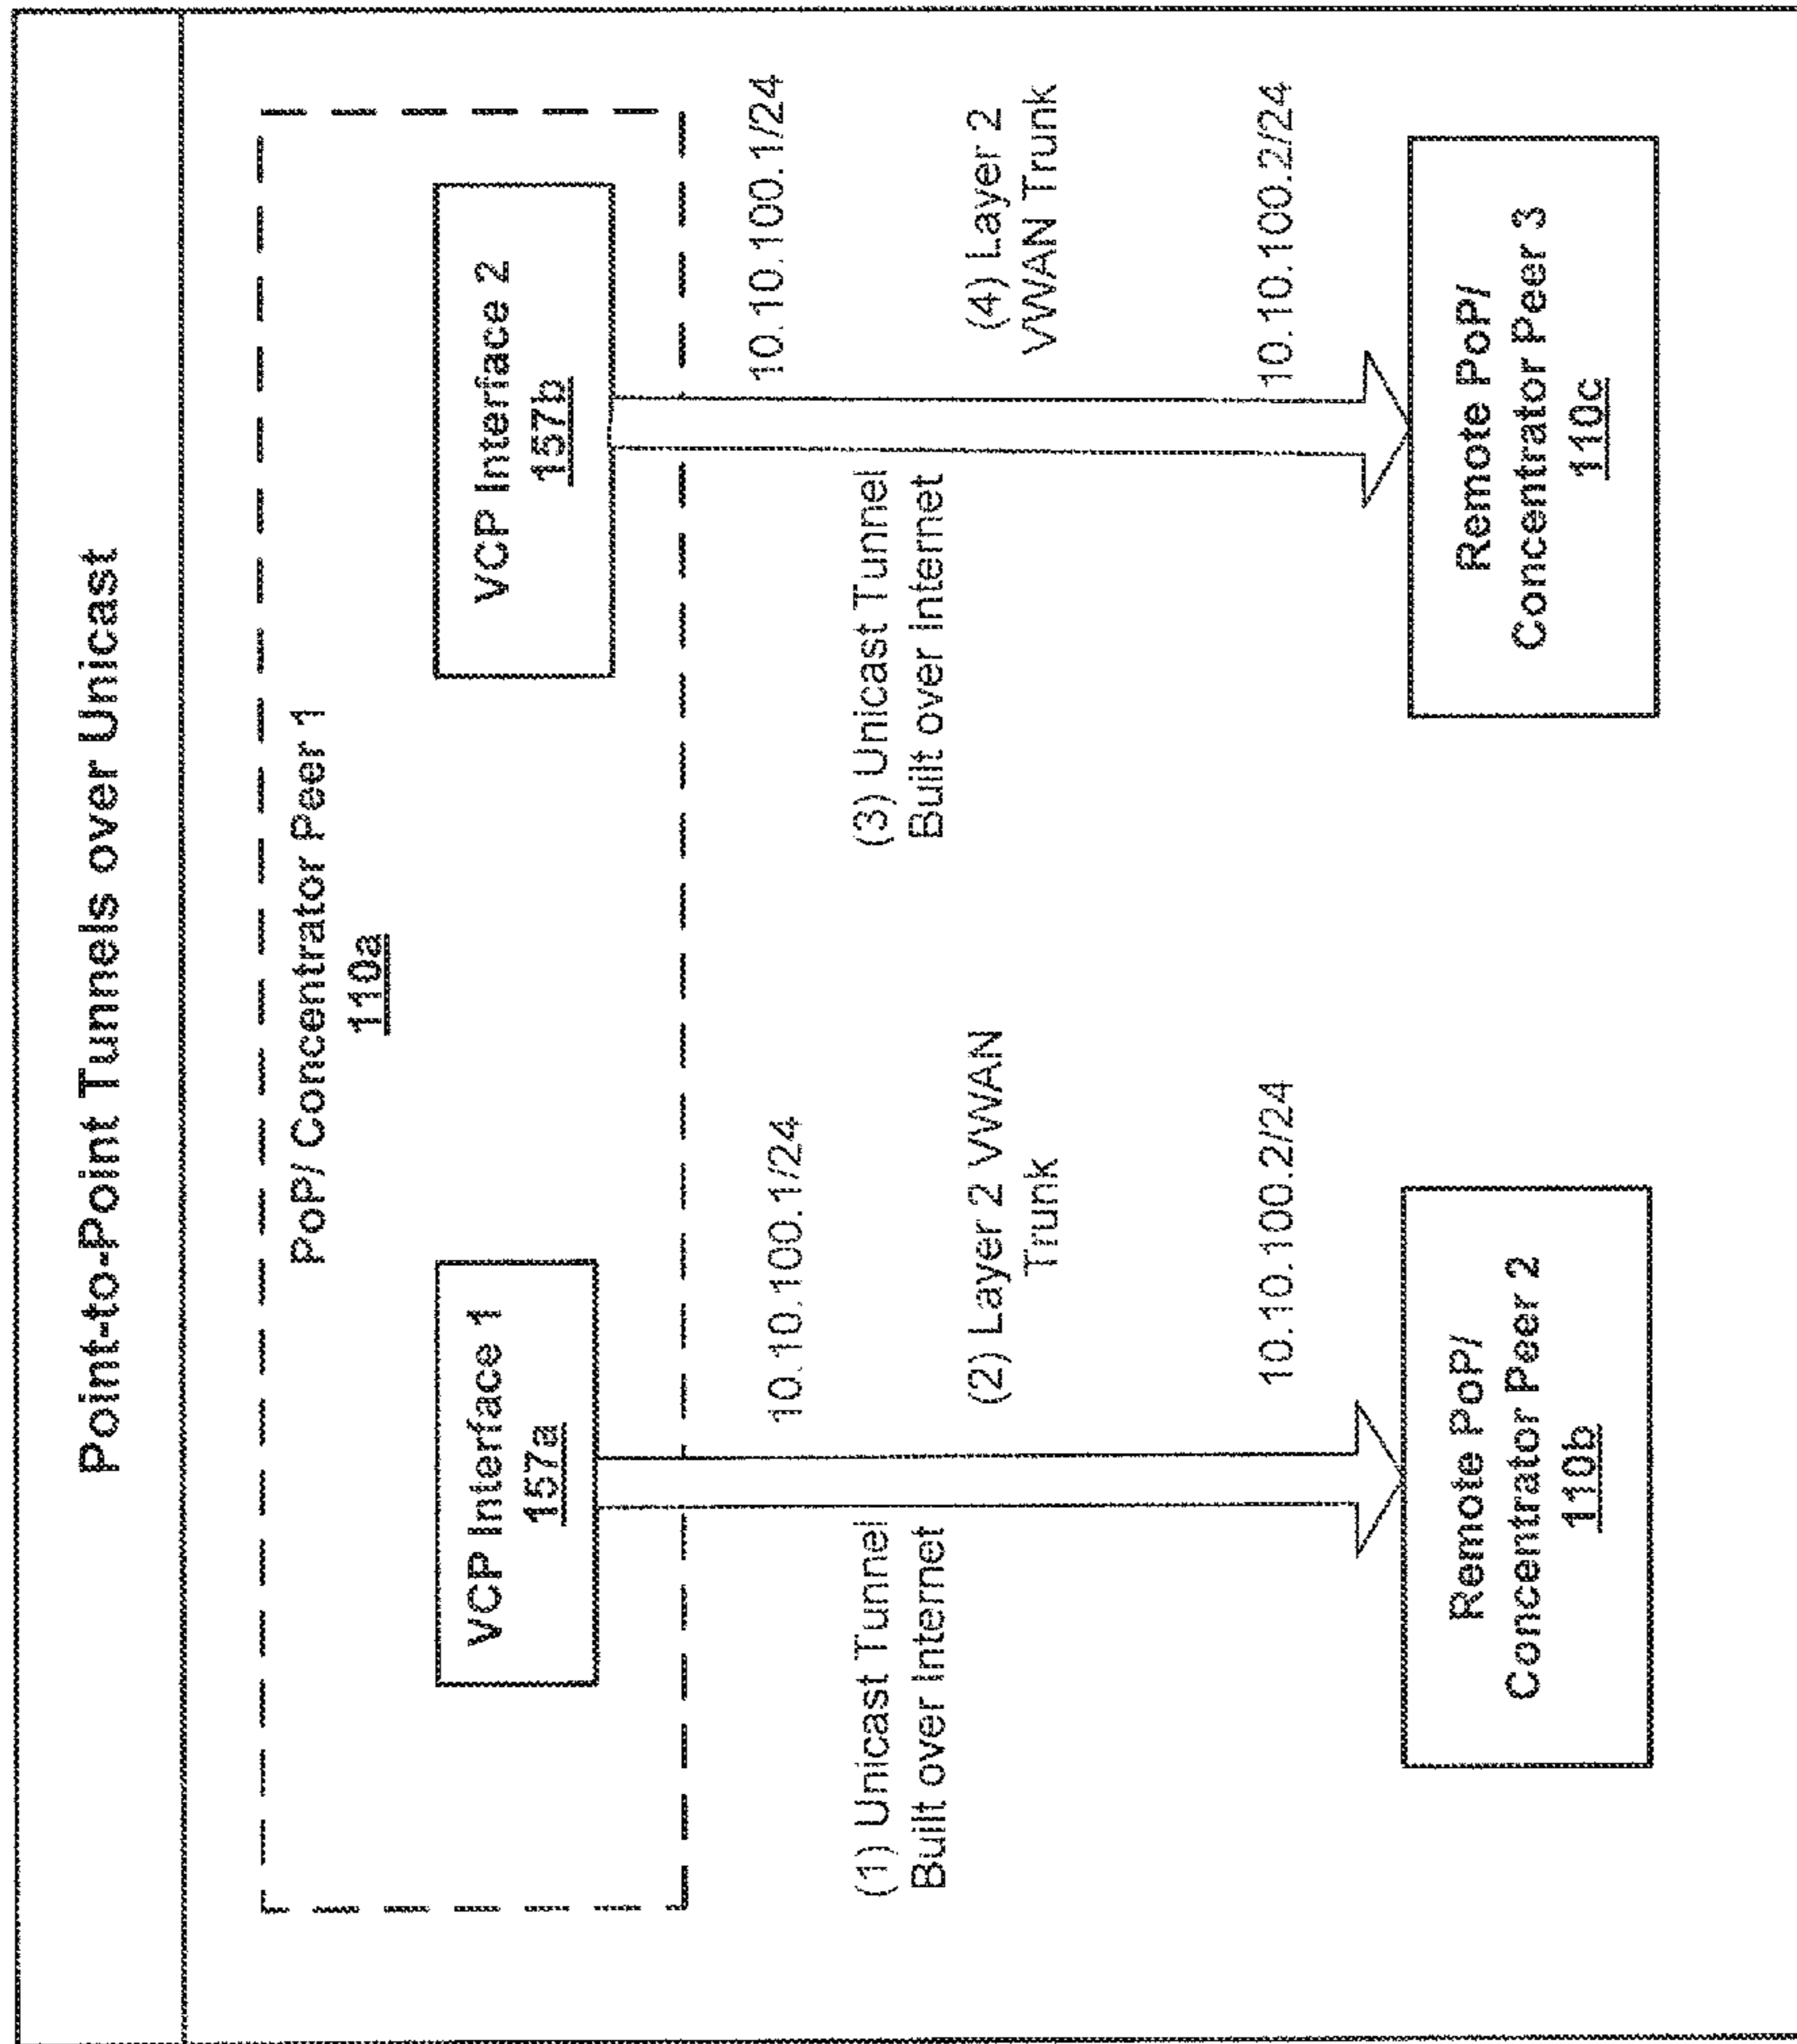 Point-to-Point Tunnels over Unicast
PoP/ Concentrator Peer 1
110a
VCP Interface 1
157a
VCP Interface 2
157b
10.10.100.1/24
(1) Unicast Tunnel
Built over Internet
(2) Layer 2 VWAN
Trunk
10.10.100.2/24
Remote PoP/
Concentrator Peer 2
110b
10.10.100.1/24
(3) Unicast Tunnel
Built over Internet
(4) Layer 2
VWAN Trunk
10.10.100.2/24
Remote PoP/
Concentrator Peer 3
110c